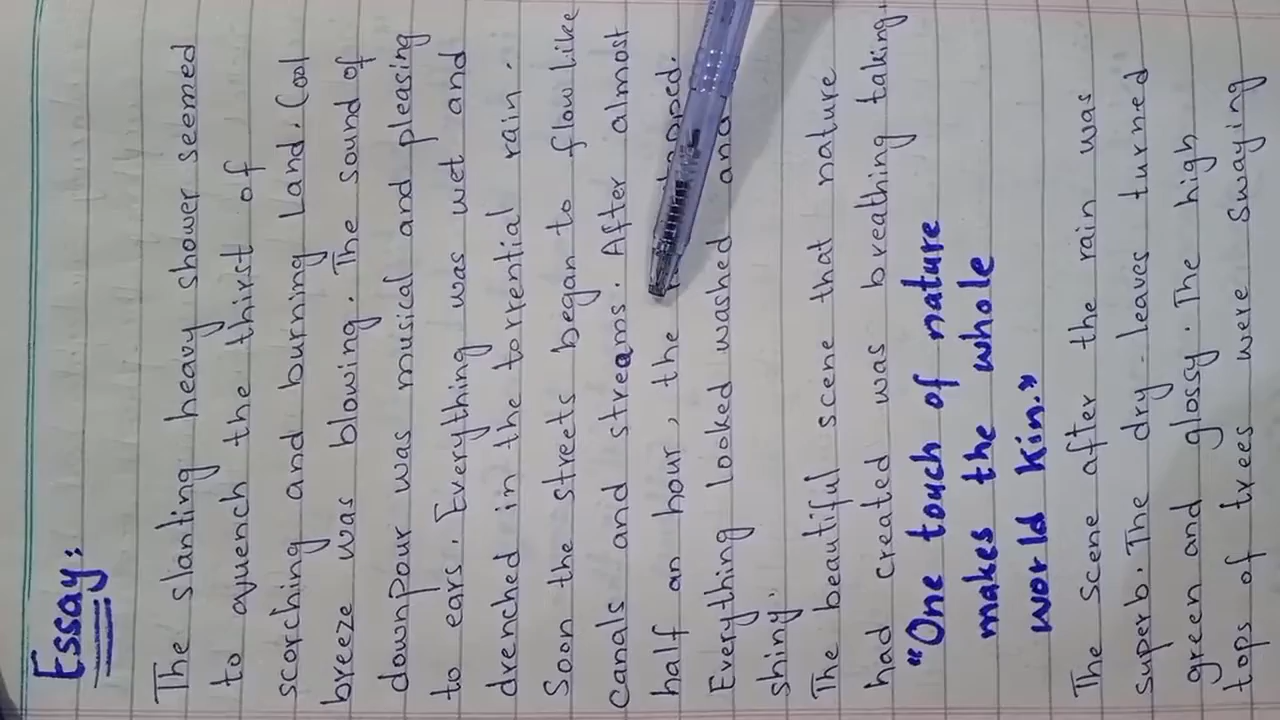 Essay:
The slanting heavy shower seemed
to quench the thirst of
scorching and burning Land. Cool
breeze was blowing. The sound of
downpour was musical and pleasing
to ears. Everything was wet and
drenched in the torrential rain.
Soon the streets began to flow like
canals and streams. After almost
half an hour, the
Everything looked washed and
shiny.
The beautiful scene that nature
had created was breathing taking.
"One touch of nature
makes the whole
world kin."
The scene after the rain was
superb. The dry leaves turned
green and glossy. The high
tops of trees were swaying